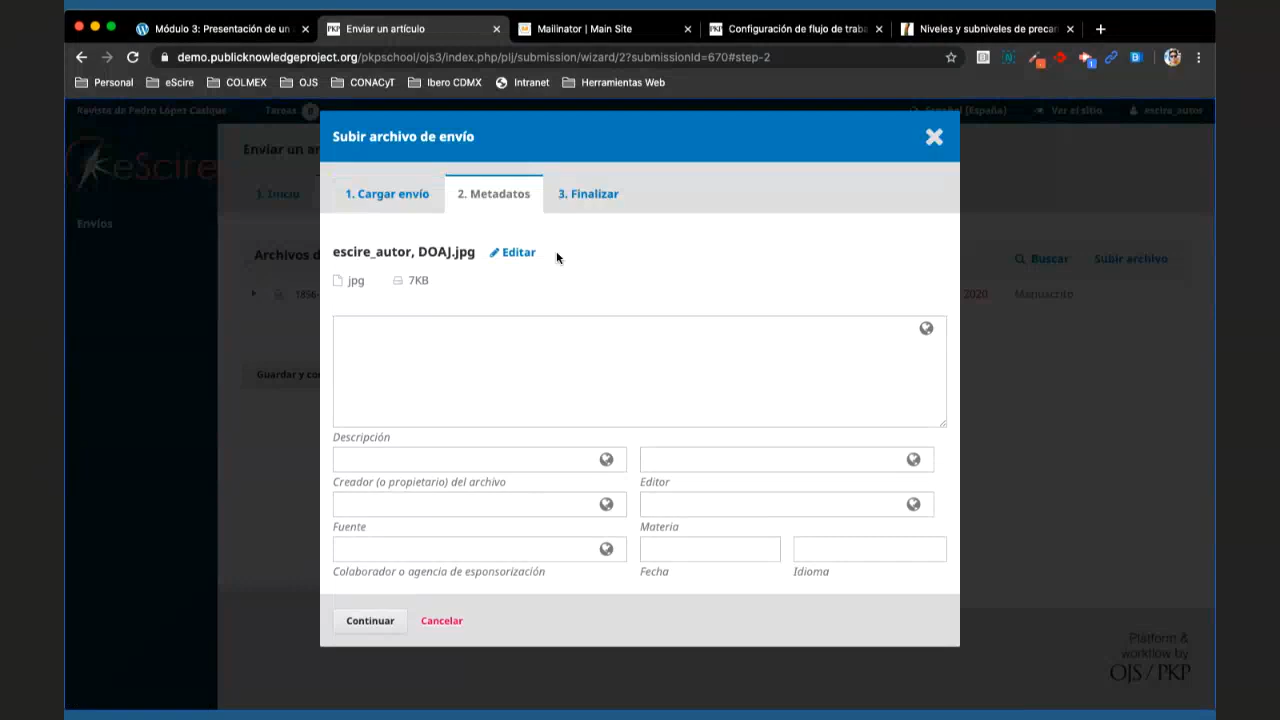 Módulo 3: Presentación de un
Enviar un artículo
Mailinator | Main Site
Configuración de flujo de traba
Niveles y subniveles de precar
demo.publicknowledgeproject.org/pkpschool/ojs3/index.php/plj/submission/wizard/2?submissionId=670#step-2
Personal
eScire
COLMEX
OJS
CONACyT
Ibero CDMX
Intranet
Herramientas Web
Revista de Pedro López Casique
Tareas 0
Español (España)
Ver el sitio
escire_autor
eScire
Envíos
Enviar un ar
1. Inicio
Subir archivo de envío
1. Cargar envío
2. Metadatos
3. Finalizar
escire_autor, DOAJ.jpg
Editar
jpg
7KB
Archivos d
Buscar
Subir archivo
1856-
2020
Manuscrito
Guardar y co
Descripción
Creador (o propietario) del archivo
Editor
Fuente
Materia
Colaborador o agencia de esponsorización
Fecha
Idioma
Continuar
Cancelar
Platform &
workflow by
OJS / PKP